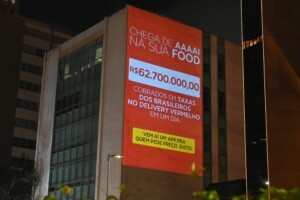 CHEGA DE AAAAI
NA SUA FOOD
R$62.700.000,00
COBRADOS EM TAXAS
DOS BRASILEIROS
NO DELIVERY VERMELHO
EM UM DIA.
VEM AÍ UM APP PRA
QUEM PEDE PREÇO JUSTO